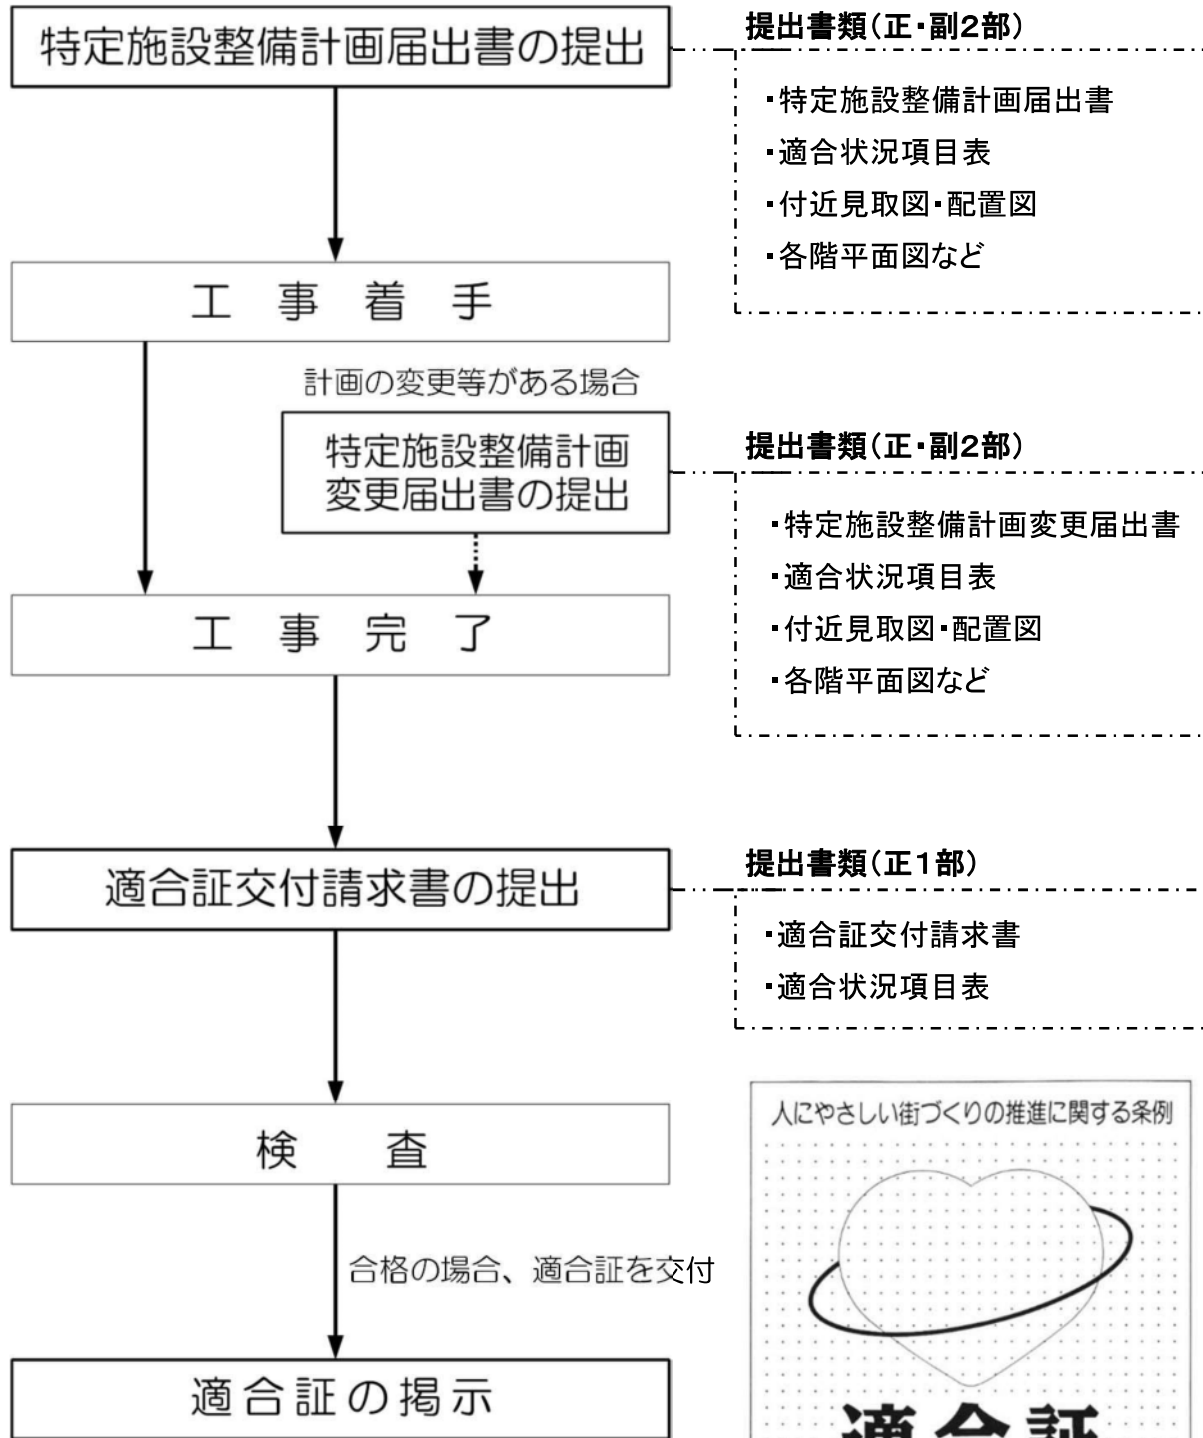 特定施設整備計画届出書の提出
提出書類(正・副2部)
・特定施設整備計画届出書
・適合状況項目表
・付近見取図・配置図
・各階平面図など
工事着手
計画の変更等がある場合
特定施設整備計画
変更届出書の提出
提出書類(正・副2部)
・特定施設整備計画変更届出書
・適合状況項目表
・付近見取図・配置図
・各階平面図など
工事完了
適合証交付請求書の提出
提出書類(正1部)
・適合証交付請求書
・適合状況項目表
検査
合格の場合、適合証を交付
適合証の掲示
人にやさしい街づくりの推進に関する条例
適合証